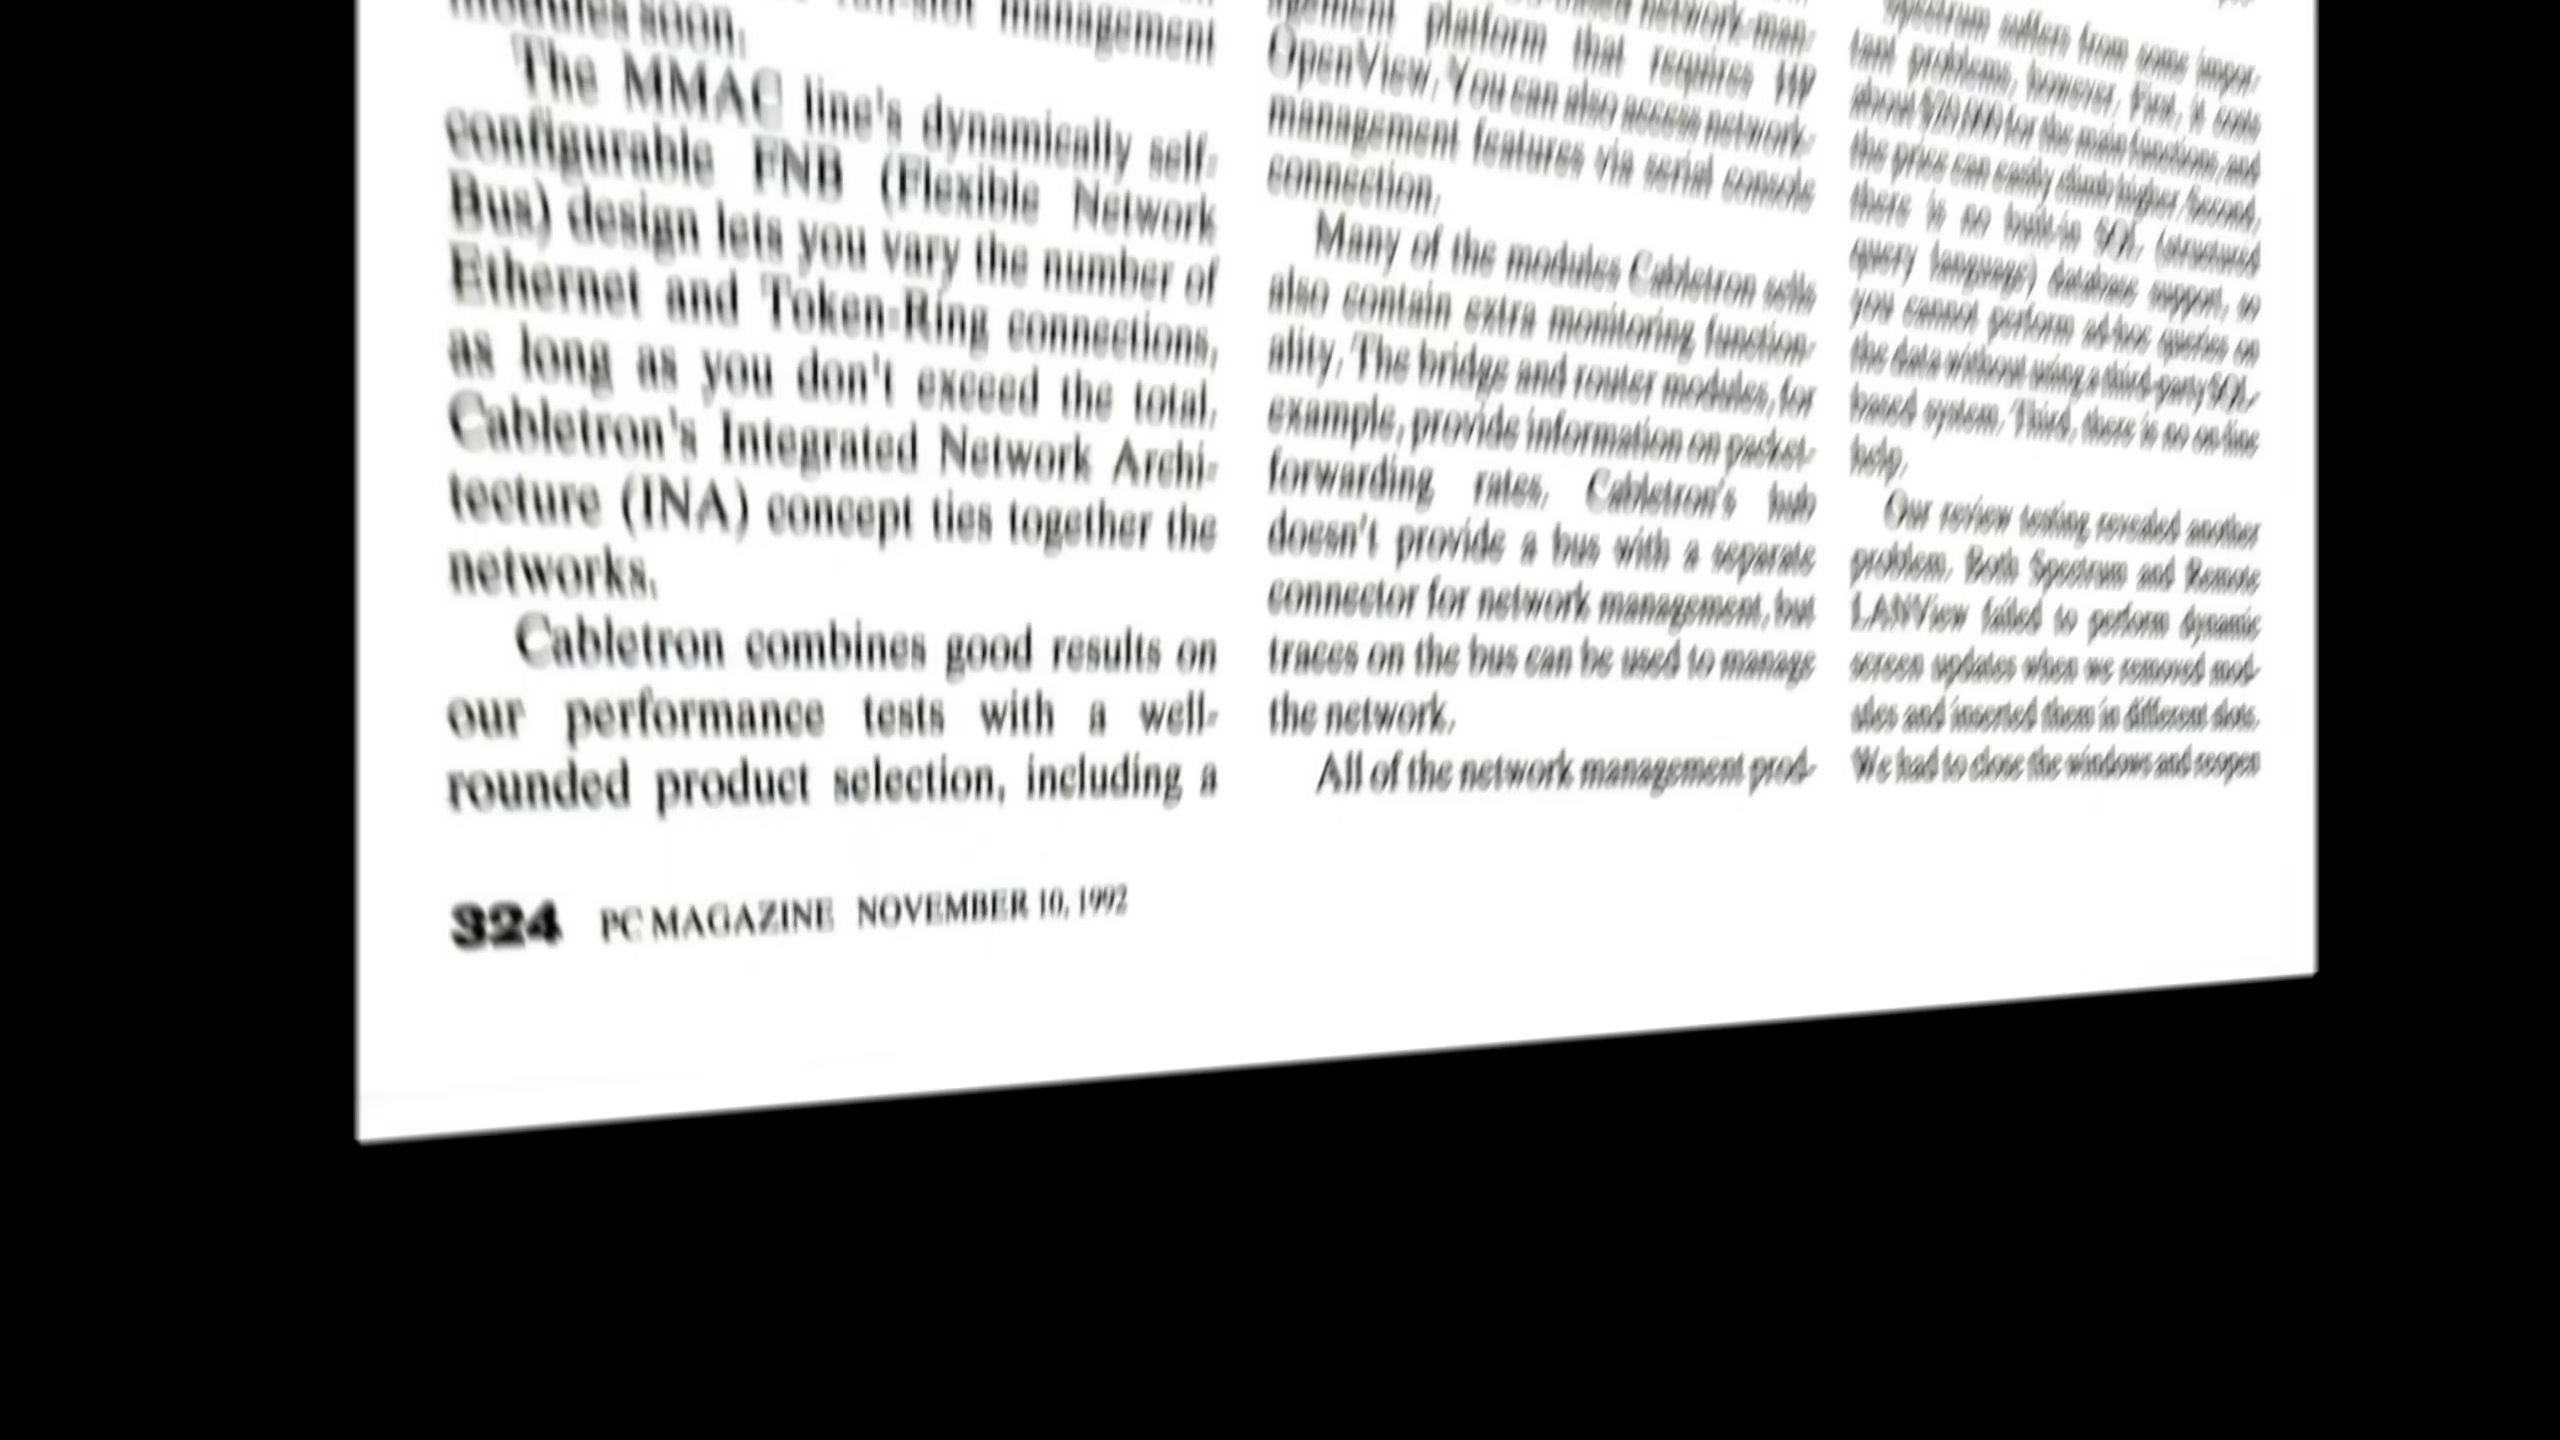 modules soon.
The MMAC line's dynamically self-
configurable FNB (Flexible Network
Bus) design lets you vary the number of
Ethernet and Token-Ring connections,
as long as you don't exceed the total.
Cabletron's Integrated Network Archi-
tecture (INA) concept ties together the
networks.
Cabletron combines good results on
our performance tests with a well-
rounded product selection, including a
network-man-
agement platform that requires HP
OpenView. You can also access network-
management features via serial console
connection.
Many of the modules Cabletron sells
also contain extra monitoring function-
ality. The bridge and router modules, for
example, provide information on packet-
forwarding rates. Cabletron's hub
doesn't provide a bus with a separate
connector for network management, but
traces on the bus can be used to manage
the network.
All of the network management prod-
Spectrum suffers from some impor-
tant problems, however. First, it costs
about for the main functions, and
the price can easily climb higher. Second,
there is no built-in SQL (structured
query language) database support, so
you cannot perform ad-hoc queries on
the data without using a third-party SQL-
based system. Third, there is no on-line
help.
Our review testing revealed another
problem. Both Spectrum and Remote
LANView failed to perform dynamic
screen updates when we removed mod-
ules and inserted them in different slots.
We had to close the windows and reopen
324 PC MAGAZINE NOVEMBER 10, 1992